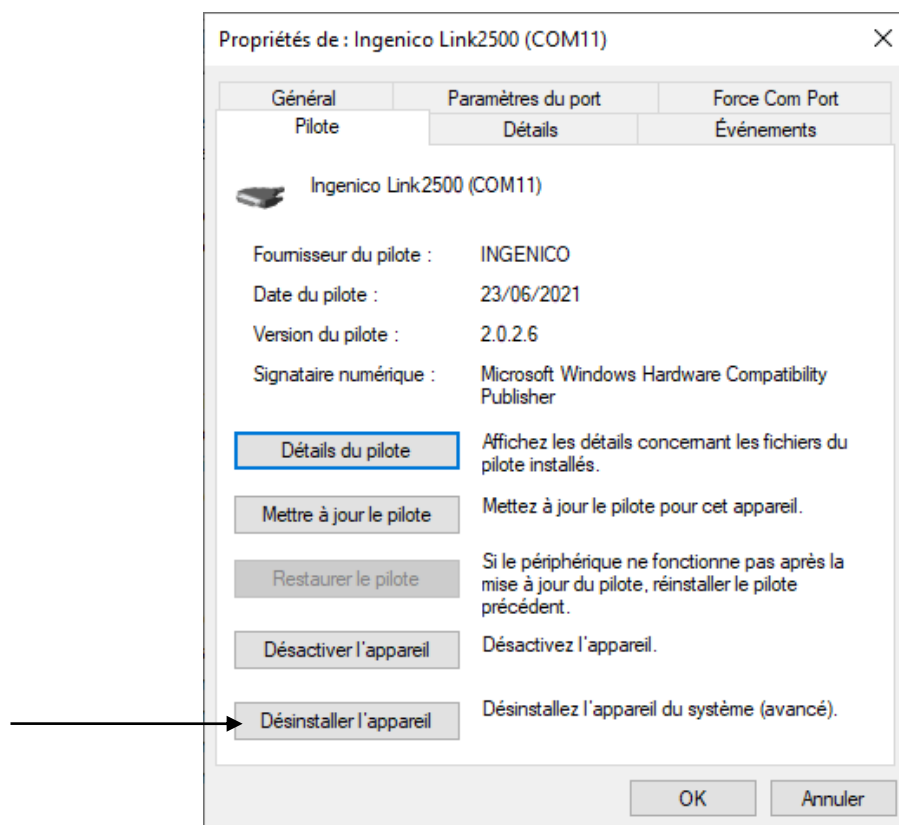 Propriétés de : Ingenico Link2500 (COM11)
Général
Paramètres du port
Force Com Port
Pilote
Détails
Événements
Ingenico Link2500 (COM11)
Fournisseur du pilote :
INGENICO
Date du pilote :
23/06/2021
Version du pilote :
2.0.2.6
Signataire numérique :
Microsoft Windows Hardware Compatibility
Publisher
Détails du pilote
Affichez les détails concernant les fichiers du
pilote installés.
Mettre à jour le pilote
Mettez à jour le pilote pour cet appareil.
Restaurer le pilote
Si le périphérique ne fonctionne pas après la
mise à jour du pilote, réinstaller le pilote
précédent.
Désactiver l'appareil
Désactivez l'appareil.
Désinstaller l'appareil
Désinstallez l'appareil du système (avancé).
OK
Annuler